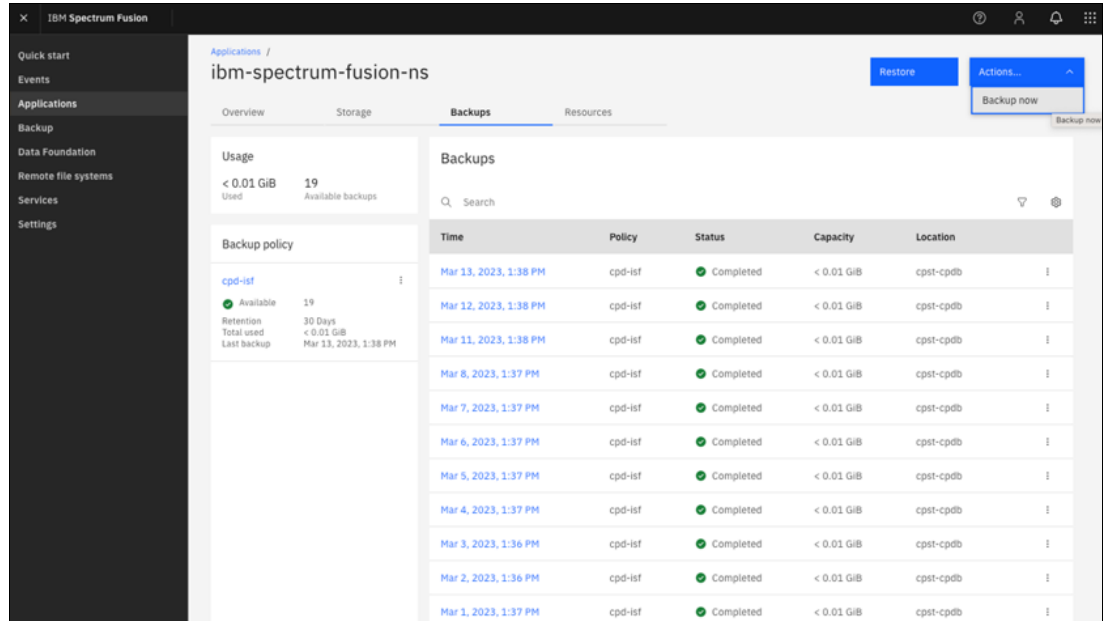 IBM Spectrum Fusion
Quick start
Events
Applications
Backup
Data Foundation
Remote file systems
Services
Settings
Applications /
ibm-spectrum-fusion-ns
Restore
Actions...
Backup now
Backup now
Overview Storage Backups Resources
Usage
< 0.01 GiB 19
Used Available backups
Backup policy
cpd-isf
Available 19
Retention 30 Days
Total used < 0.01 GiB
Last backup Mar 13, 2023, 1:38 PM
Backups
Search
Time Policy Status Capacity Location
Mar 13, 2023, 1:38 PM cpd-isf Completed < 0.01 GiB cpst-cpdb
Mar 12, 2023, 1:38 PM cpd-isf Completed < 0.01 GiB cpst-cpdb
Mar 11, 2023, 1:38 PM cpd-isf Completed < 0.01 GiB cpst-cpdb
Mar 8, 2023, 1:37 PM cpd-isf Completed < 0.01 GiB cpst-cpdb
Mar 7, 2023, 1:37 PM cpd-isf Completed < 0.01 GiB cpst-cpdb
Mar 6, 2023, 1:37 PM cpd-isf Completed < 0.01 GiB cpst-cpdb
Mar 5, 2023, 1:37 PM cpd-isf Completed < 0.01 GiB cpst-cpdb
Mar 4, 2023, 1:37 PM cpd-isf Completed < 0.01 GiB cpst-cpdb
Mar 3, 2023, 1:36 PM cpd-isf Completed < 0.01 GiB cpst-cpdb
Mar 2, 2023, 1:36 PM cpd-isf Completed < 0.01 GiB cpst-cpdb
Mar 1, 2023, 1:37 PM cpd-isf Completed < 0.01 GiB cpst-cpdb